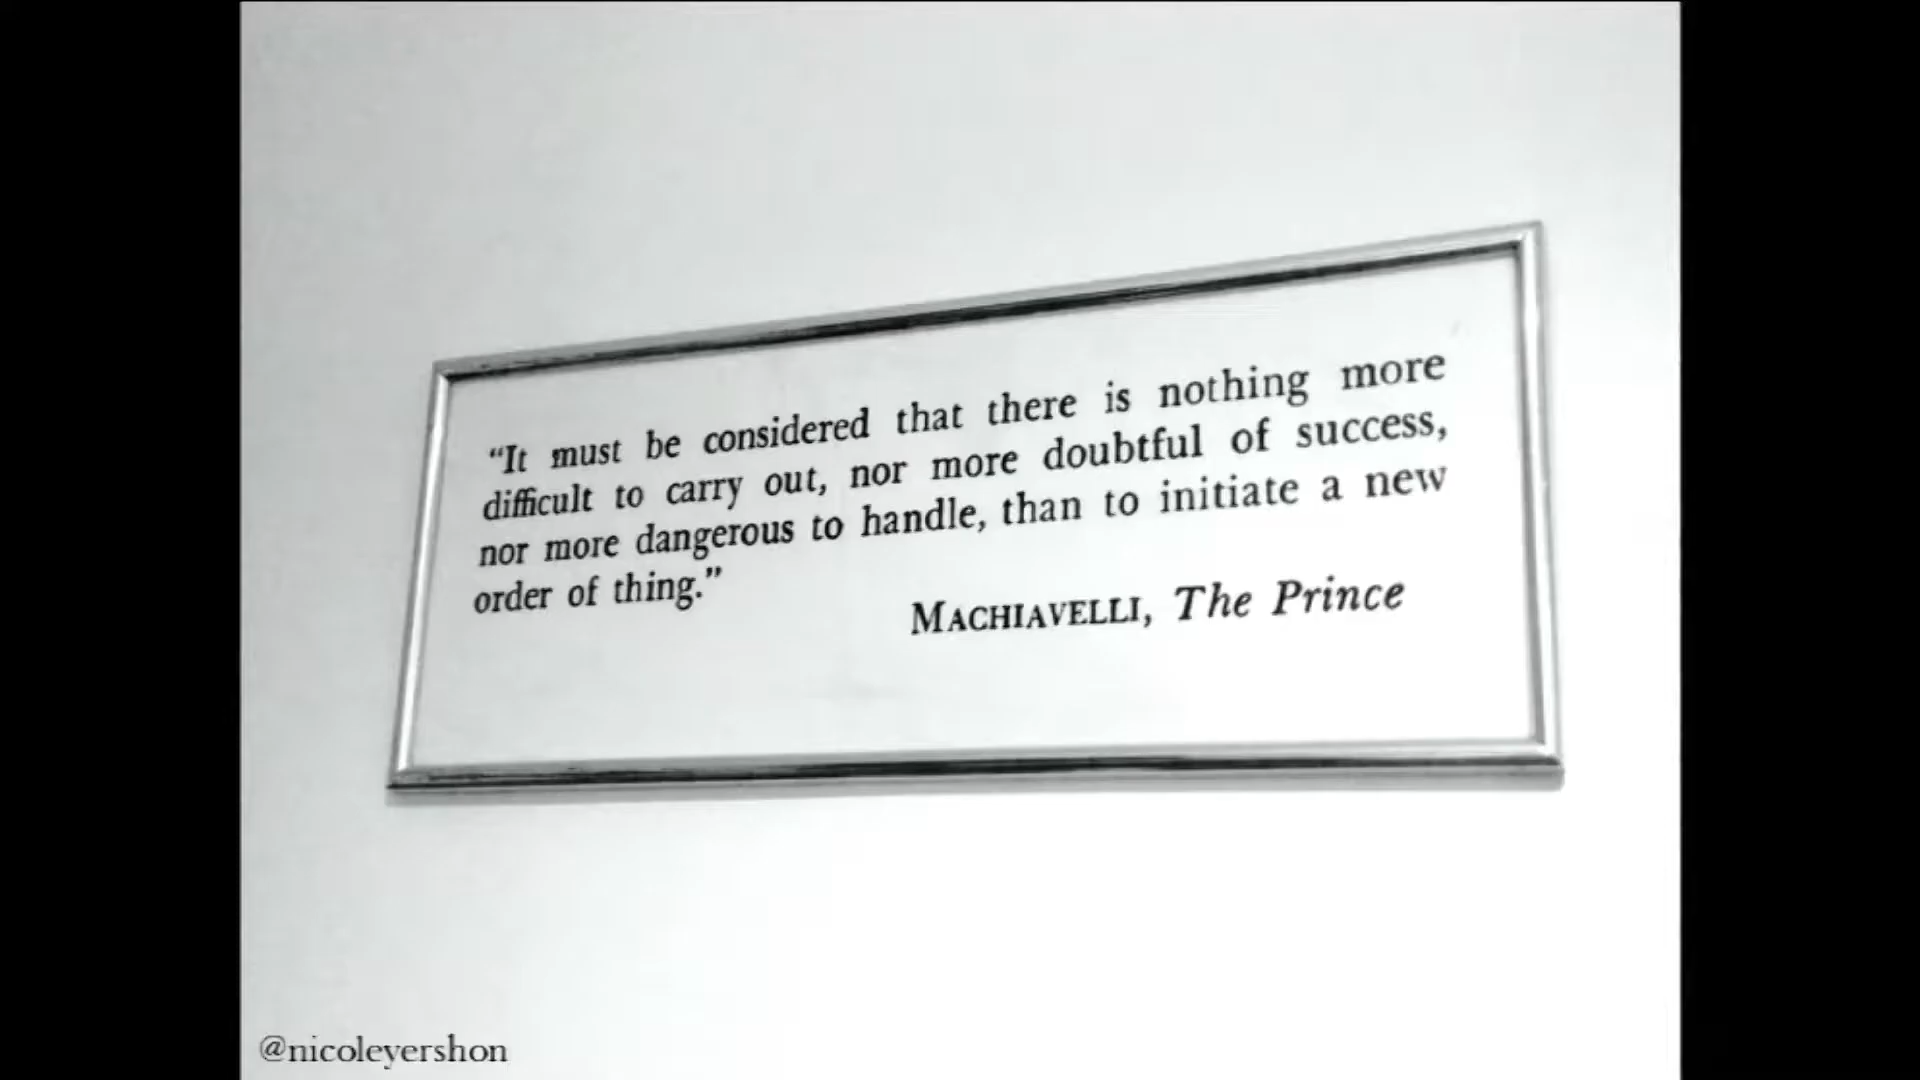 “It must be considered that there is nothing more
difficult to carry out, nor more doubtful of success,
nor more dangerous to handle, than to initiate a new
order of thing.”
MACHIAVELLI, The Prince
@nicoleyershon